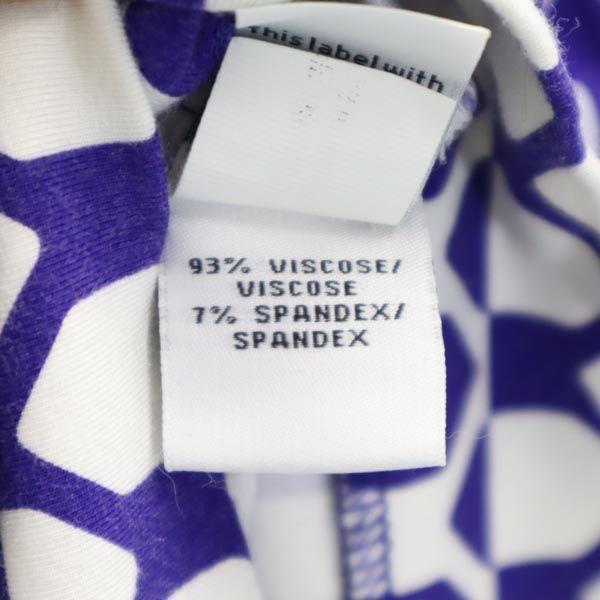 This label with
93% VISCOSE/
VISCOSE
7% SPANDEX/
SPANDEX